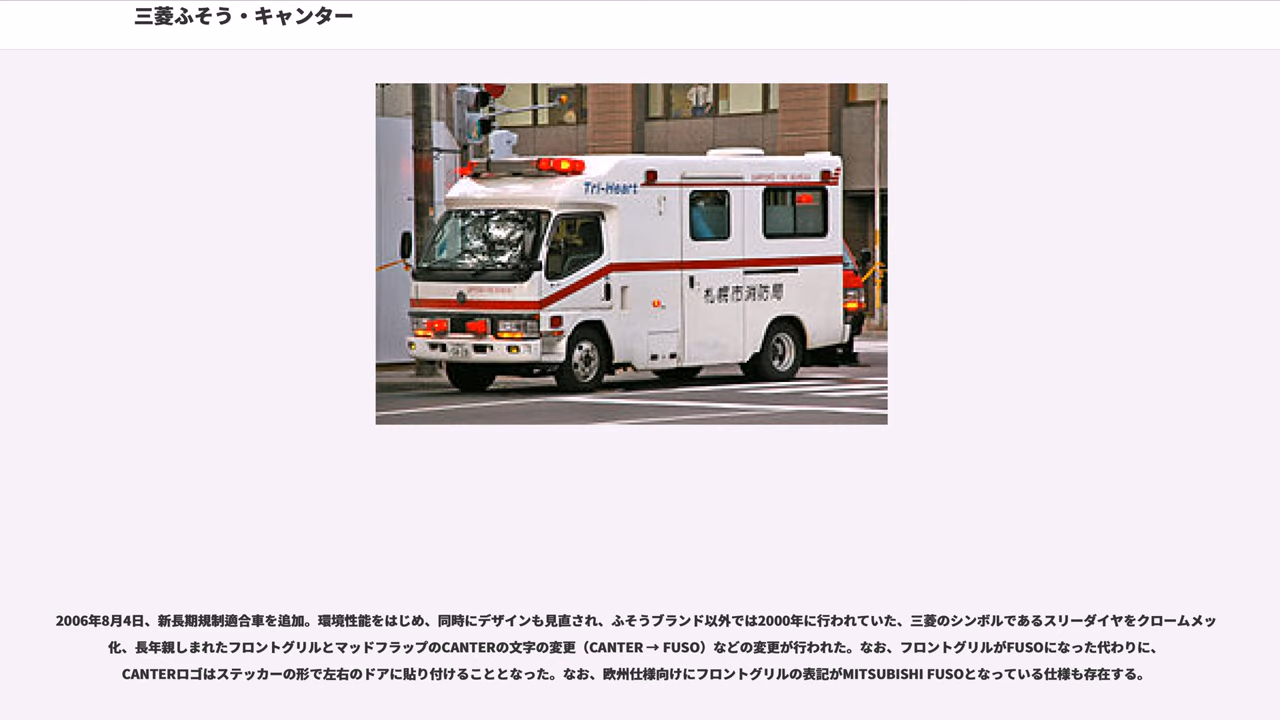 三菱ふそう・キャンター
Tri-Heart
札幌市消防局
2006年8月4日、新長期規制適合車を追加。環境性能をはじめ、同時にデザインも見直され、ふそうブランド以外では2000年に行われていた、三菱のシンボルであるスリーダイヤをクロームメッ
化、長年親しまれたフロントグリルとマッドフラップのCANTERの文字の変更（CANTER → FUSO）などの変更が行われた。なお、フロントグリルがFUSOになった代わりに、
CANTERロゴはステッカーの形で左右のドアに貼り付けることとなった。なお、欧州仕様向けにフロントグリルの表記がMITSUBISHI FUSOとなっている仕様も存在する。